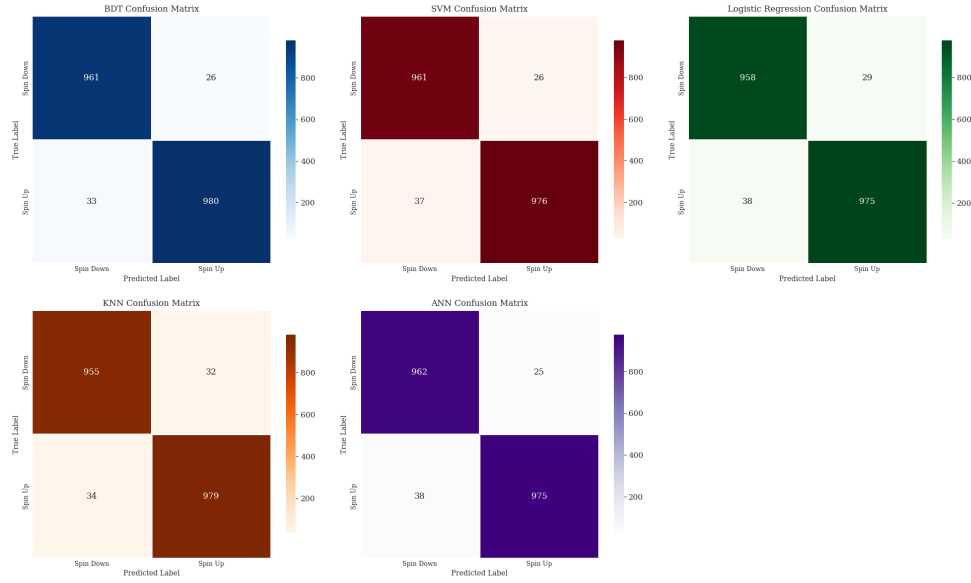 BDT Confusion Matrix
Spin Down
Spin Up
True Label
961
26
33
980
Spin Down
Spin Up
Predicted Label
800
600
400
200
SVM Confusion Matrix
Spin Down
Spin Up
True Label
961
26
37
976
Spin Down
Spin Up
Predicted Label
800
600
400
200
Logistic Regression Confusion Matrix
Spin Down
Spin Up
True Label
958
29
38
975
Spin Down
Spin Up
Predicted Label
800
600
400
200
KNN Confusion Matrix
Spin Down
Spin Up
True Label
955
32
34
979
Spin Down
Spin Up
Predicted Label
800
600
400
200
ANN Confusion Matrix
Spin Down
Spin Up
True Label
962
25
38
975
Spin Down
Spin Up
Predicted Label
800
600
400
200